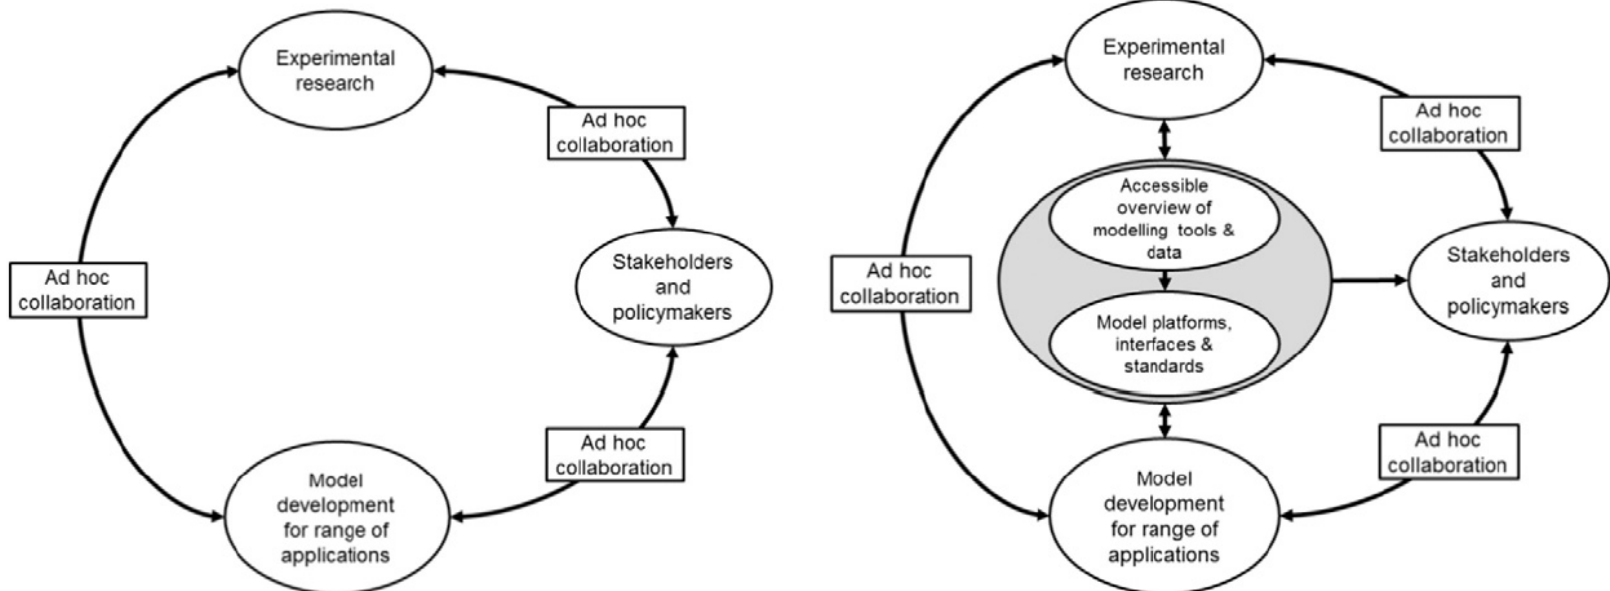 Experimental
research
Ad hoc
collaboration
Stakeholders
and
policymakers
Ad hoc
collaboration
Ad hoc
collaboration
Model
development
for range of
applications
Experimental
research
Ad hoc
collaboration
Accessible
overview of
modelling tools &
data
Stakeholders
and
policymakers
Ad hoc
collaboration
Model platforms,
interfaces &
standards
Ad hoc
collaboration
Model
development
for range of
applications